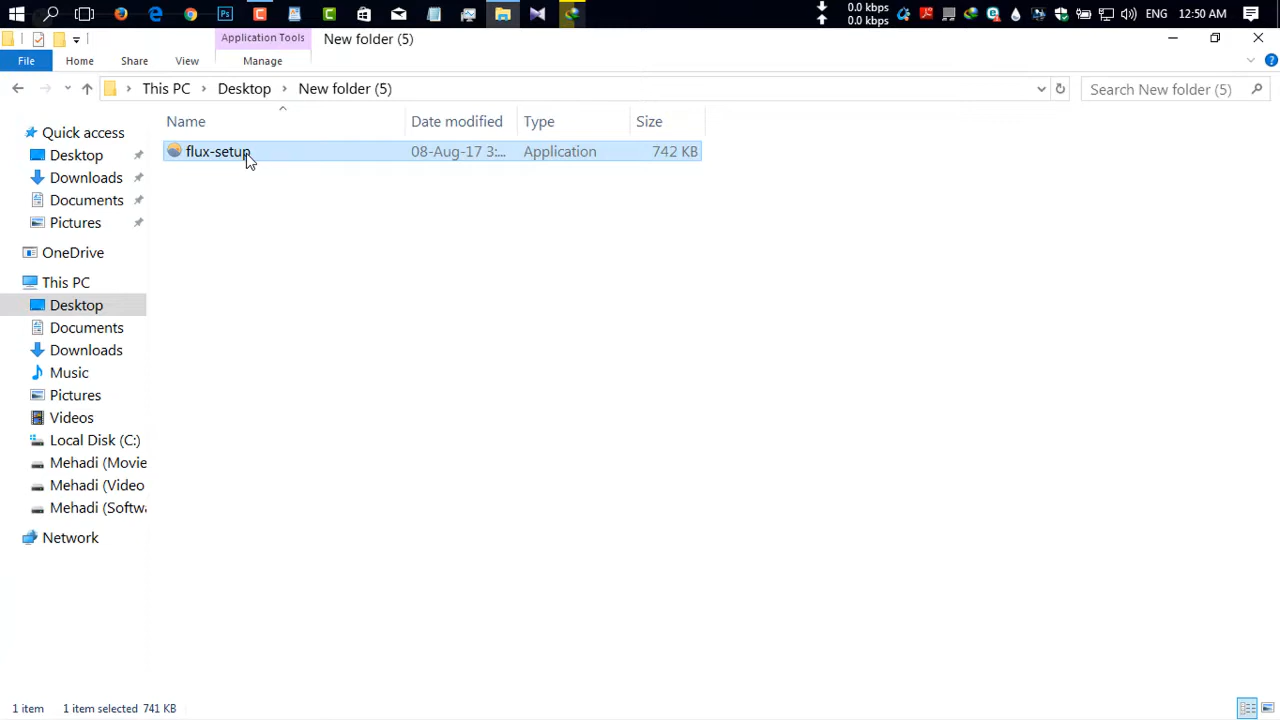 0.00 kbps
0.00 kbps
ENG 12:50 AM
Application Tools
New folder (5)
File Home Share View Manage
This PC Desktop New folder (5)
Search New folder (5)
Name Date modified Type Size
flux-setup 08-Aug-17 3:... Application 742 KB
Quick access
Desktop
Downloads
Documents
Pictures
OneDrive
This PC
Desktop
Documents
Downloads
Music
Pictures
Videos
Local Disk (C:)
Mehadi (Movie
Mehadi (Video
Mehadi (Softwa
Network
1 item 1 item selected 741 KB